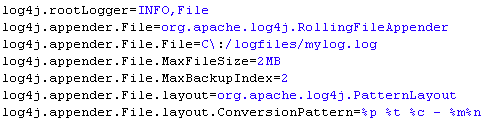 log4j.rootLogger=INFO,File
log4j.appender.File=org.apache.log4j.RollingFileAppender
log4j.appender.File.File=C\:/logfiles/mylog.log
log4j.appender.File.MaxFileSize=2MB
log4j.appender.File.MaxBackupIndex=2
log4j.appender.File.layout=org.apache.log4j.PatternLayout
log4j.appender.File.layout.ConversionPattern=%p %t %c - %m%n